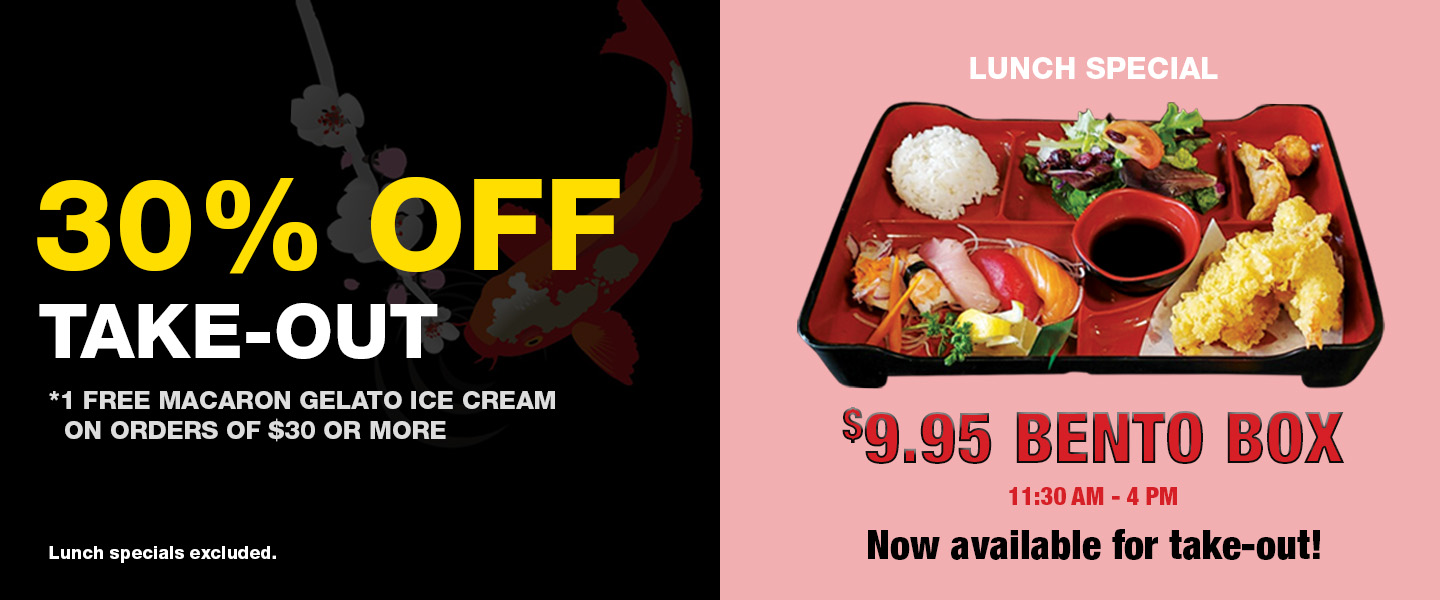 30% OFF
TAKE-OUT
*1 FREE MACARON GELATO ICE CREAM
ON ORDERS OF $30 OR MORE
Lunch specials excluded.
LUNCH SPECIAL
$9.95 BENTO BOX
11:30 AM - 4 PM
Now available for take-out!